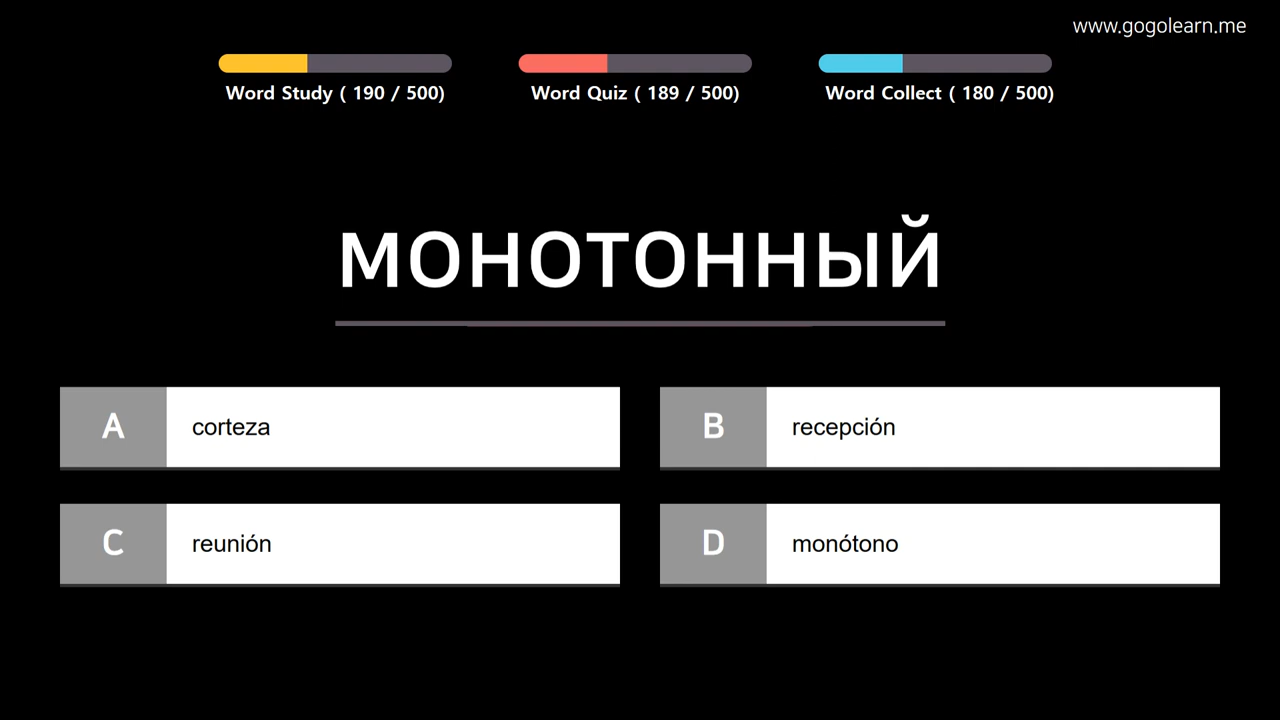 www.gogolearn.me
Word Study ( 190 / 500)
Word Quiz ( 189 / 500)
Word Collect ( 180 / 500)
монотонный
A
corteza
B
recepción
C
reunión
D
monótono